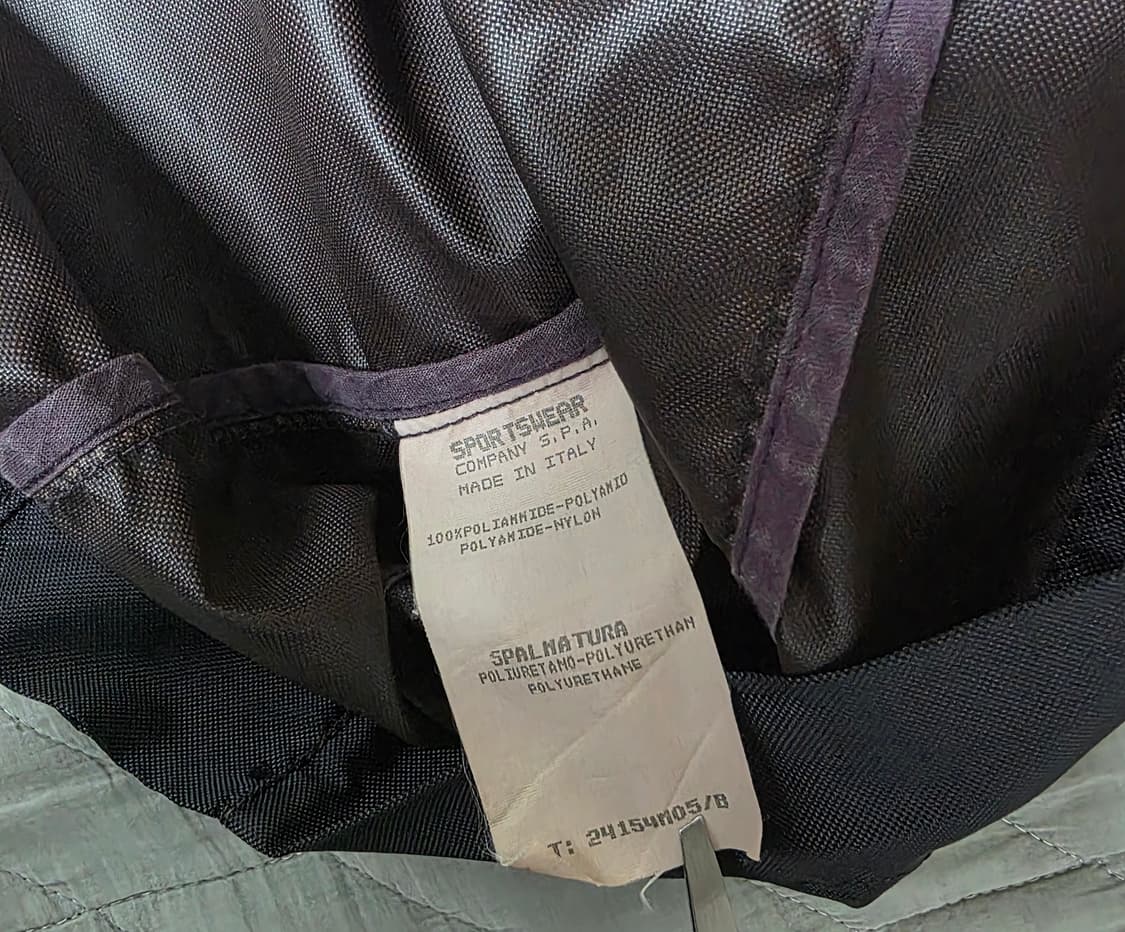 SPORTSWEAR
COMPANY S.P.A.
MADE IN ITALY
100%POLIAMMIDE-POLYAMID
POLYAMIDE-NYLON
SPALMATURA
POLIURETANO-POLYURETHAN
POLYURETHANE
T: 24154M05/B